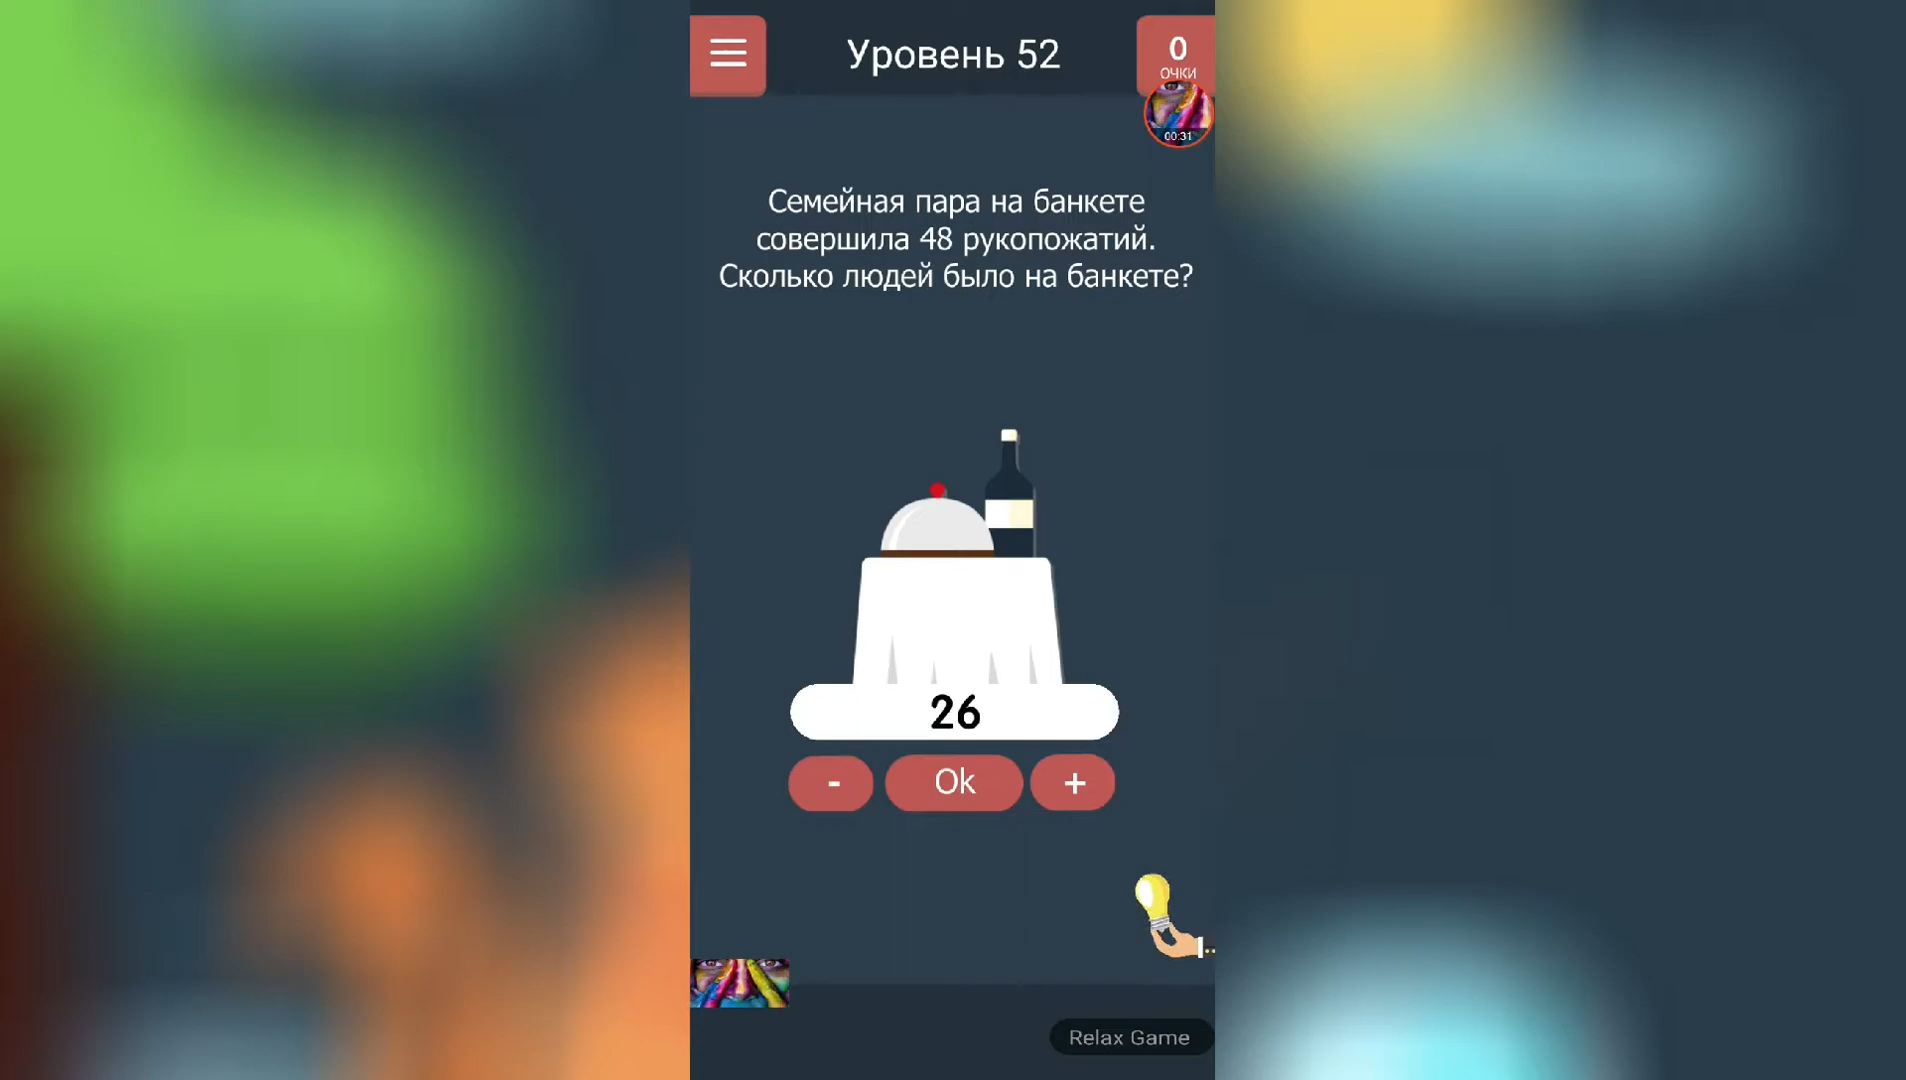 Уровень 52
0
ОЧКИ
00:31
Семейная пара на банкете
совершила 48 рукопожатий.
Сколько людей было на банкете?
26
- Ok +
Relax Game